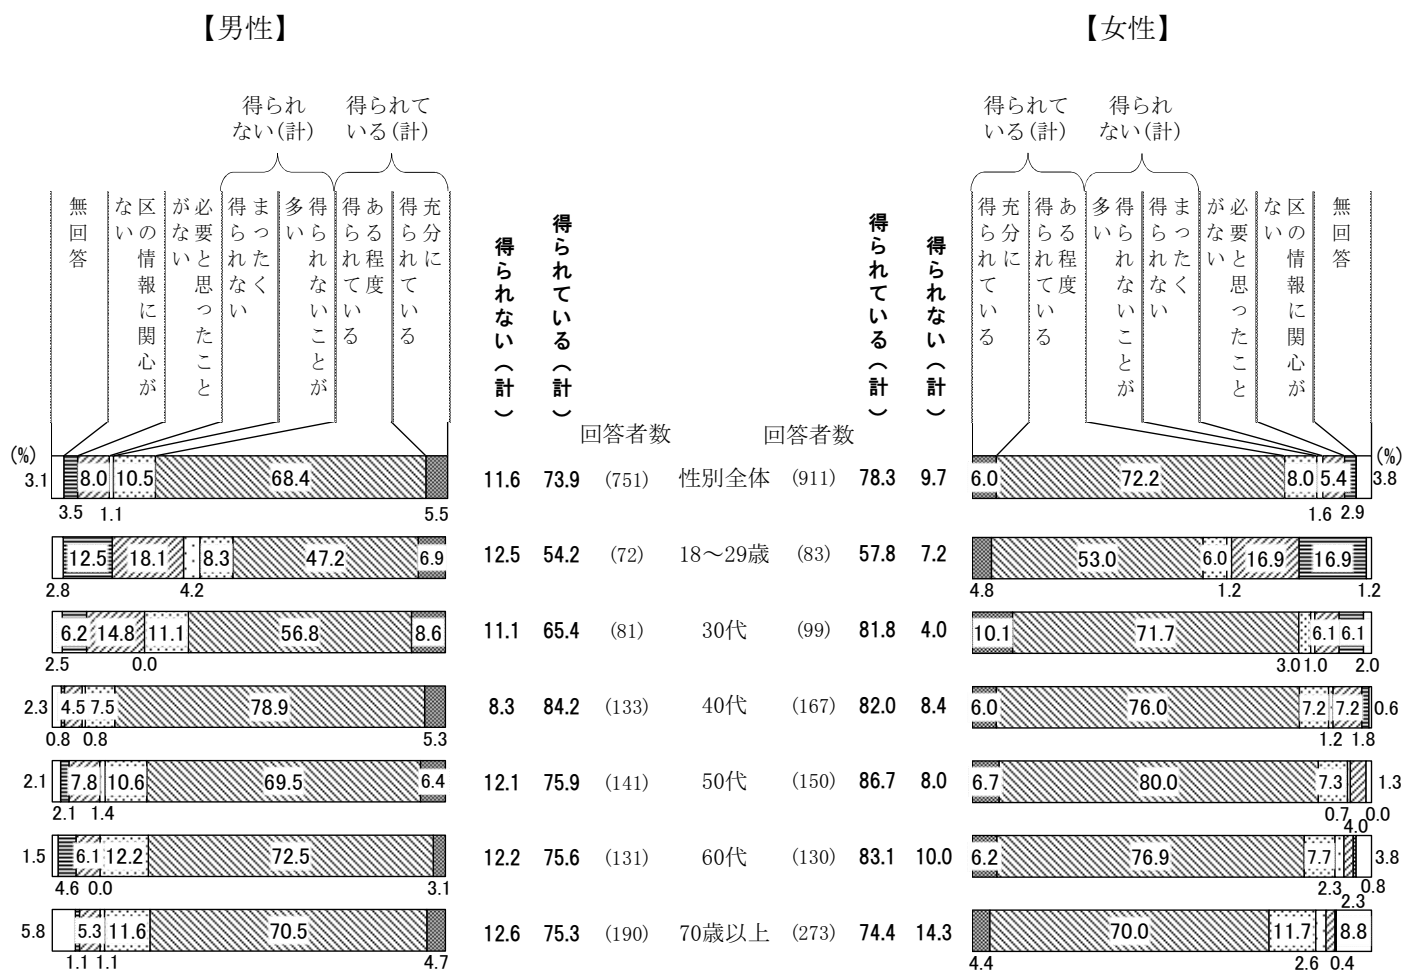 【男性】
【女性】
得られ
ない(計)
得られて
いる(計)
得られて
いる(計)
得られ
ない(計)
無回答
区の情報に関心が
ない
必要と思ったこと
がない
まったく
得られない
得られないことが
多い
ある程度
得られている
充分に
得られている
得られない(計)
得られている(計)
得られている(計)
得られない(計)
充分に
得られている
ある程度
得られている
得られないことが
多い
まったく
得られない
必要と思ったこと
がない
区の情報に関心が
ない
無回答
回答者数 回答者数
(%) (%)
3.1 8.0 10.5 68.4 11.6 73.9 (751) 性別全体 (911) 78.3 9.7 6.0 72.2 8.0 5.4 3.8
3.5 1.1 5.5 1.6 2.9
12.5 18.1 8.3 47.2 6.9 12.5 54.2 (72) 18～29歳 (83) 57.8 7.2 53.0 6.0 16.9 16.9
2.8 4.2 4.8 1.2 1.2
6.2 14.8 11.1 56.8 8.6 11.1 65.4 (81) 30代 (99) 81.8 4.0 10.1 71.7 6.1 6.1
2.5 0.0 3.0 1.0 2.0
2.3 4.5 7.5 78.9 8.3 84.2 (133) 40代 (167) 82.0 8.4 6.0 76.0 7.2 7.2 0.6
0.8 0.8 5.3 1.2 1.8
2.1 7.8 10.6 69.5 6.4 12.1 75.9 (141) 50代 (150) 86.7 8.0 6.7 80.0 7.3 1.3
2.1 1.4 0.7 4.0 0.0
1.5 6.1 12.2 72.5 12.2 75.6 (131) 60代 (130) 83.1 10.0 6.2 76.9 7.7 3.8
4.6 0.0 3.1 2.3 2.3 0.8
5.8 5.3 11.6 70.5 12.6 75.3 (190) 70歳以上 (273) 74.4 14.3 70.0 11.7 8.8
1.1 1.1 4.7 4.4 2.6 0.4